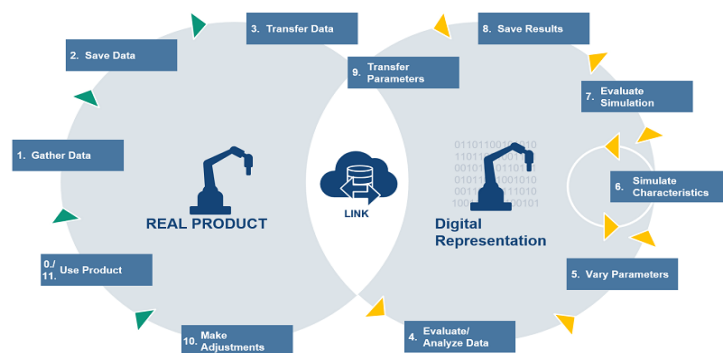 3. Transfer Data
8. Save Results
2. Save Data
9. Transfer
Parameters
7. Evaluate
Simulation
1. Gather Data
0110110010010
6. Simulate
Characteristics
LINK
REAL PRODUCT
Digital
Representation
0./
11. Use Product
5. Vary Parameters
10. Make
Adjustments
4. Evaluate/
Analyze Data